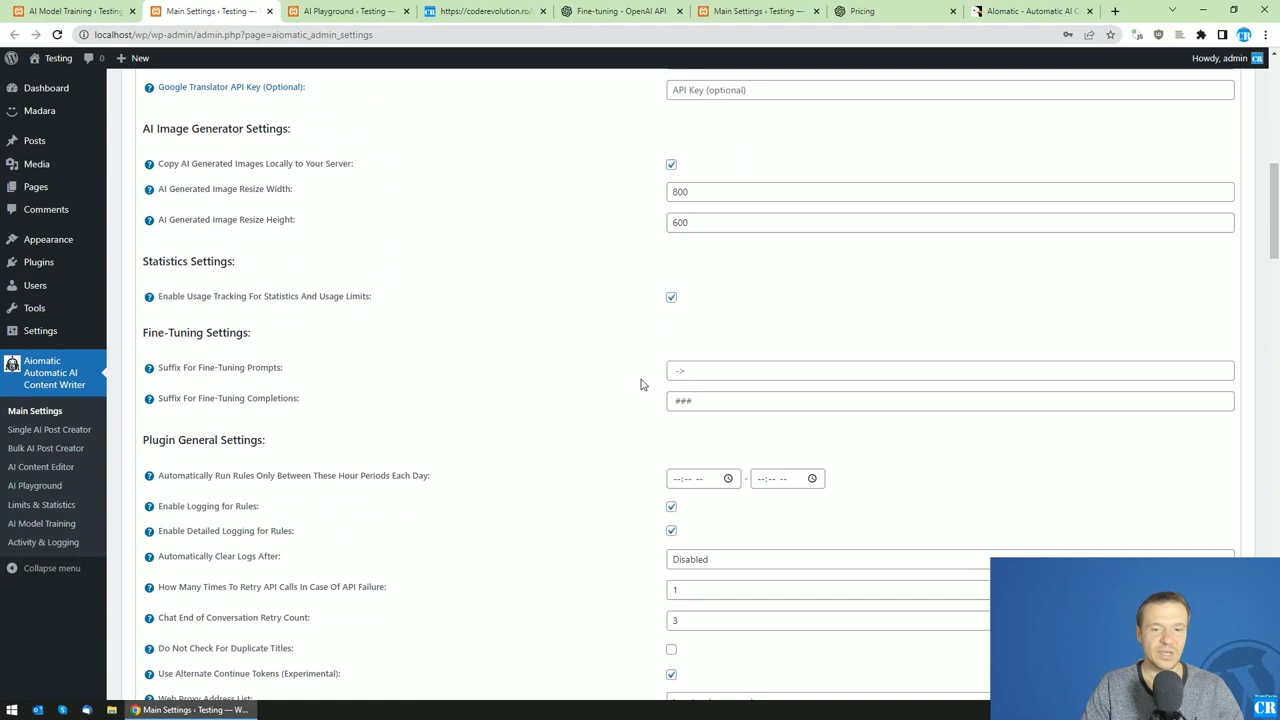 AI Model Training ‹ Testing — W
Main Settings ‹ Testing — W
AI Playground ‹ Testing — W
https://coderevolution.ro/
Fine-tuning - OpenAI API
Main Settings ‹ Testing — W
Pricing
Aiomatic - Automatic AI C
localhost/wp/wp-admin/admin.php?page=aiomatic_admin_settings
Testing
0
New
Howdy, admin
Dashboard
Madara
Posts
Media
Pages
Comments
Appearance
Plugins
Users
Tools
Settings
Aiomatic
Automatic AI
Content Writer
Main Settings
Single AI Post Creator
Bulk AI Post Creator
AI Content Editor
AI Playground
Limits & Statistics
AI Model Training
Activity & Logging
Collapse menu
Google Translator API Key (Optional):
API Key (optional)
AI Image Generator Settings:
Copy AI Generated Images Locally to Your Server:
AI Generated Image Resize Width:
800
AI Generated Image Resize Height:
600
Statistics Settings:
Enable Usage Tracking For Statistics And Usage Limits:
Fine-Tuning Settings:
Suffix For Fine-Tuning Prompts:
->
Suffix For Fine-Tuning Completions:
###
Plugin General Settings:
Automatically Run Rules Only Between These Hour Periods Each Day:
--:-- -- - --:-- --
Enable Logging for Rules:
Enable Detailed Logging for Rules:
Automatically Clear Logs After:
Disabled
How Many Times To Retry API Calls In Case Of API Failure:
1
Chat End of Conversation Retry Count:
3
Do Not Check For Duplicate Titles:
Use Alternate Continue Tokens (Experimental):
Web Proxy Address List:
CR
Main Settings ‹ Testing — W...